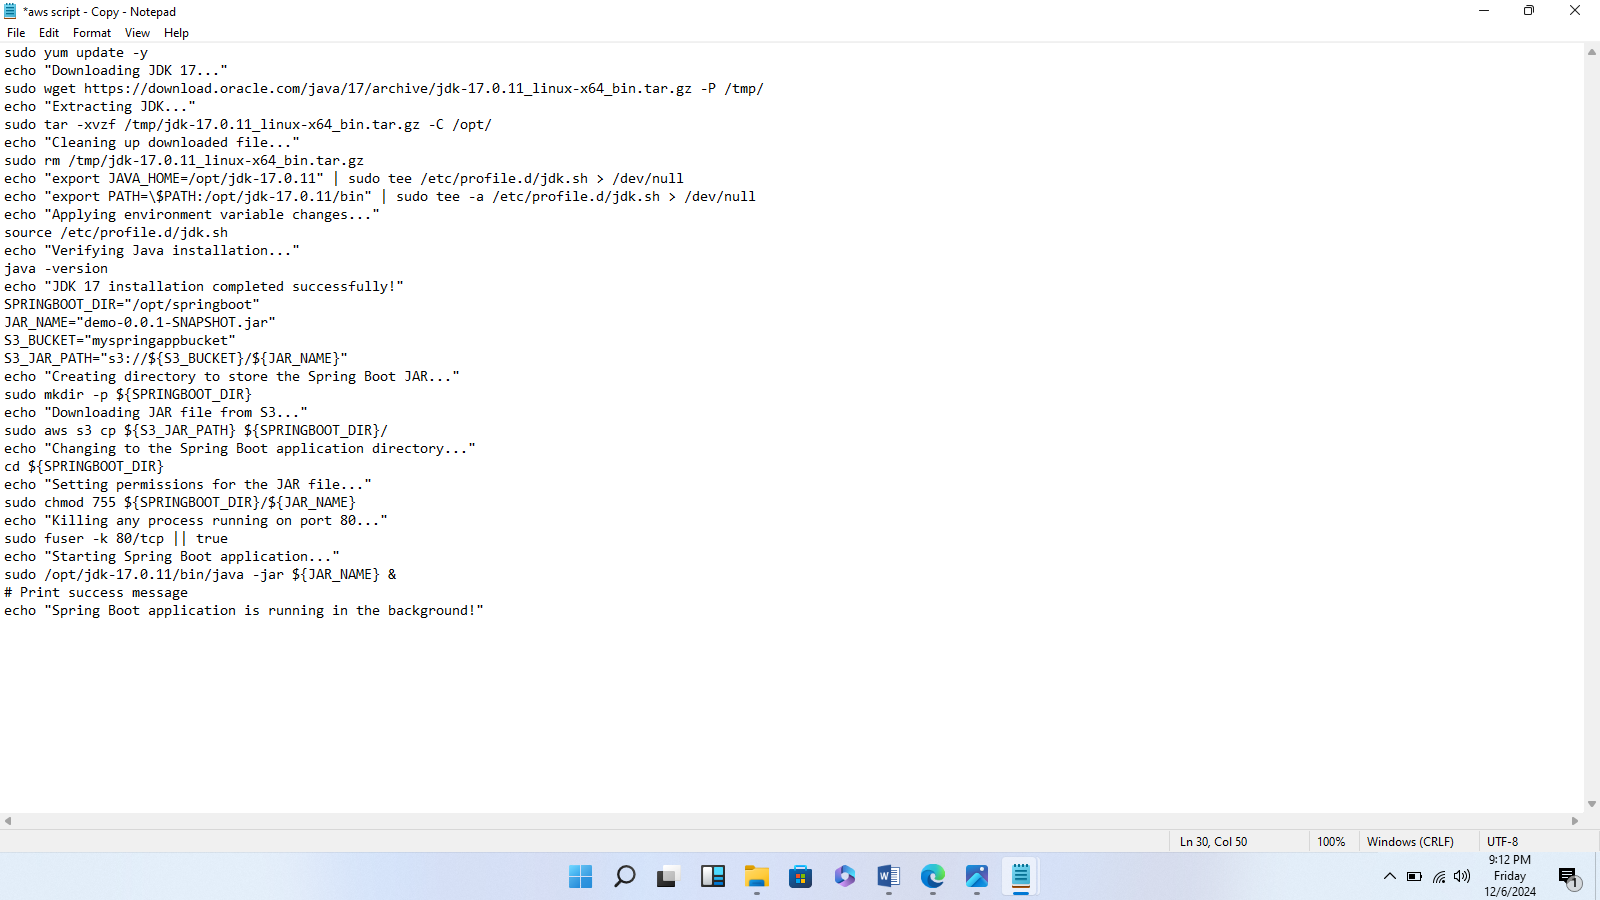 *aws script - Copy - Notepad
File Edit Format View Help
sudo yum update -y
echo "Downloading JDK 17..."
sudo wget https://download.oracle.com/java/17/archive/jdk-17.0.11_linux-x64_bin.tar.gz -P /tmp/
echo "Extracting JDK..."
sudo tar -xvzf /tmp/jdk-17.0.11_linux-x64_bin.tar.gz -C /opt/
echo "Cleaning up downloaded file..."
sudo rm /tmp/jdk-17.0.11_linux-x64_bin.tar.gz
echo "export JAVA_HOME=/opt/jdk-17.0.11" | sudo tee /etc/profile.d/jdk.sh > /dev/null
echo "export PATH=\$PATH:/opt/jdk-17.0.11/bin" | sudo tee -a /etc/profile.d/jdk.sh > /dev/null
echo "Applying environment variable changes..."
source /etc/profile.d/jdk.sh
echo "Verifying Java installation..."
java -version
echo "JDK 17 installation completed successfully!"
SPRINGBOOT_DIR="/opt/springboot"
JAR_NAME="demo-0.0.1-SNAPSHOT.jar"
S3_BUCKET="myspringappbucket"
S3_JAR_PATH="s3://${S3_BUCKET}/${JAR_NAME}"
echo "Creating directory to store the Spring Boot JAR..."
sudo mkdir -p ${SPRINGBOOT_DIR}
echo "Downloading JAR file from S3..."
sudo aws s3 cp ${S3_JAR_PATH} ${SPRINGBOOT_DIR}/
echo "Changing to the Spring Boot application directory..."
cd ${SPRINGBOOT_DIR}
echo "Setting permissions for the JAR file..."
sudo chmod 755 ${SPRINGBOOT_DIR}/${JAR_NAME}
echo "Killing any process running on port 80..."
sudo fuser -k 80/tcp || true
echo "Starting Spring Boot application..."
sudo /opt/jdk-17.0.11/bin/java -jar ${JAR_NAME} &
# Print success message
echo "Spring Boot application is running in the background!"
Ln 30, Col 50 100% Windows (CRLF) UTF-8
9:12 PM
Friday
12/6/2024
1